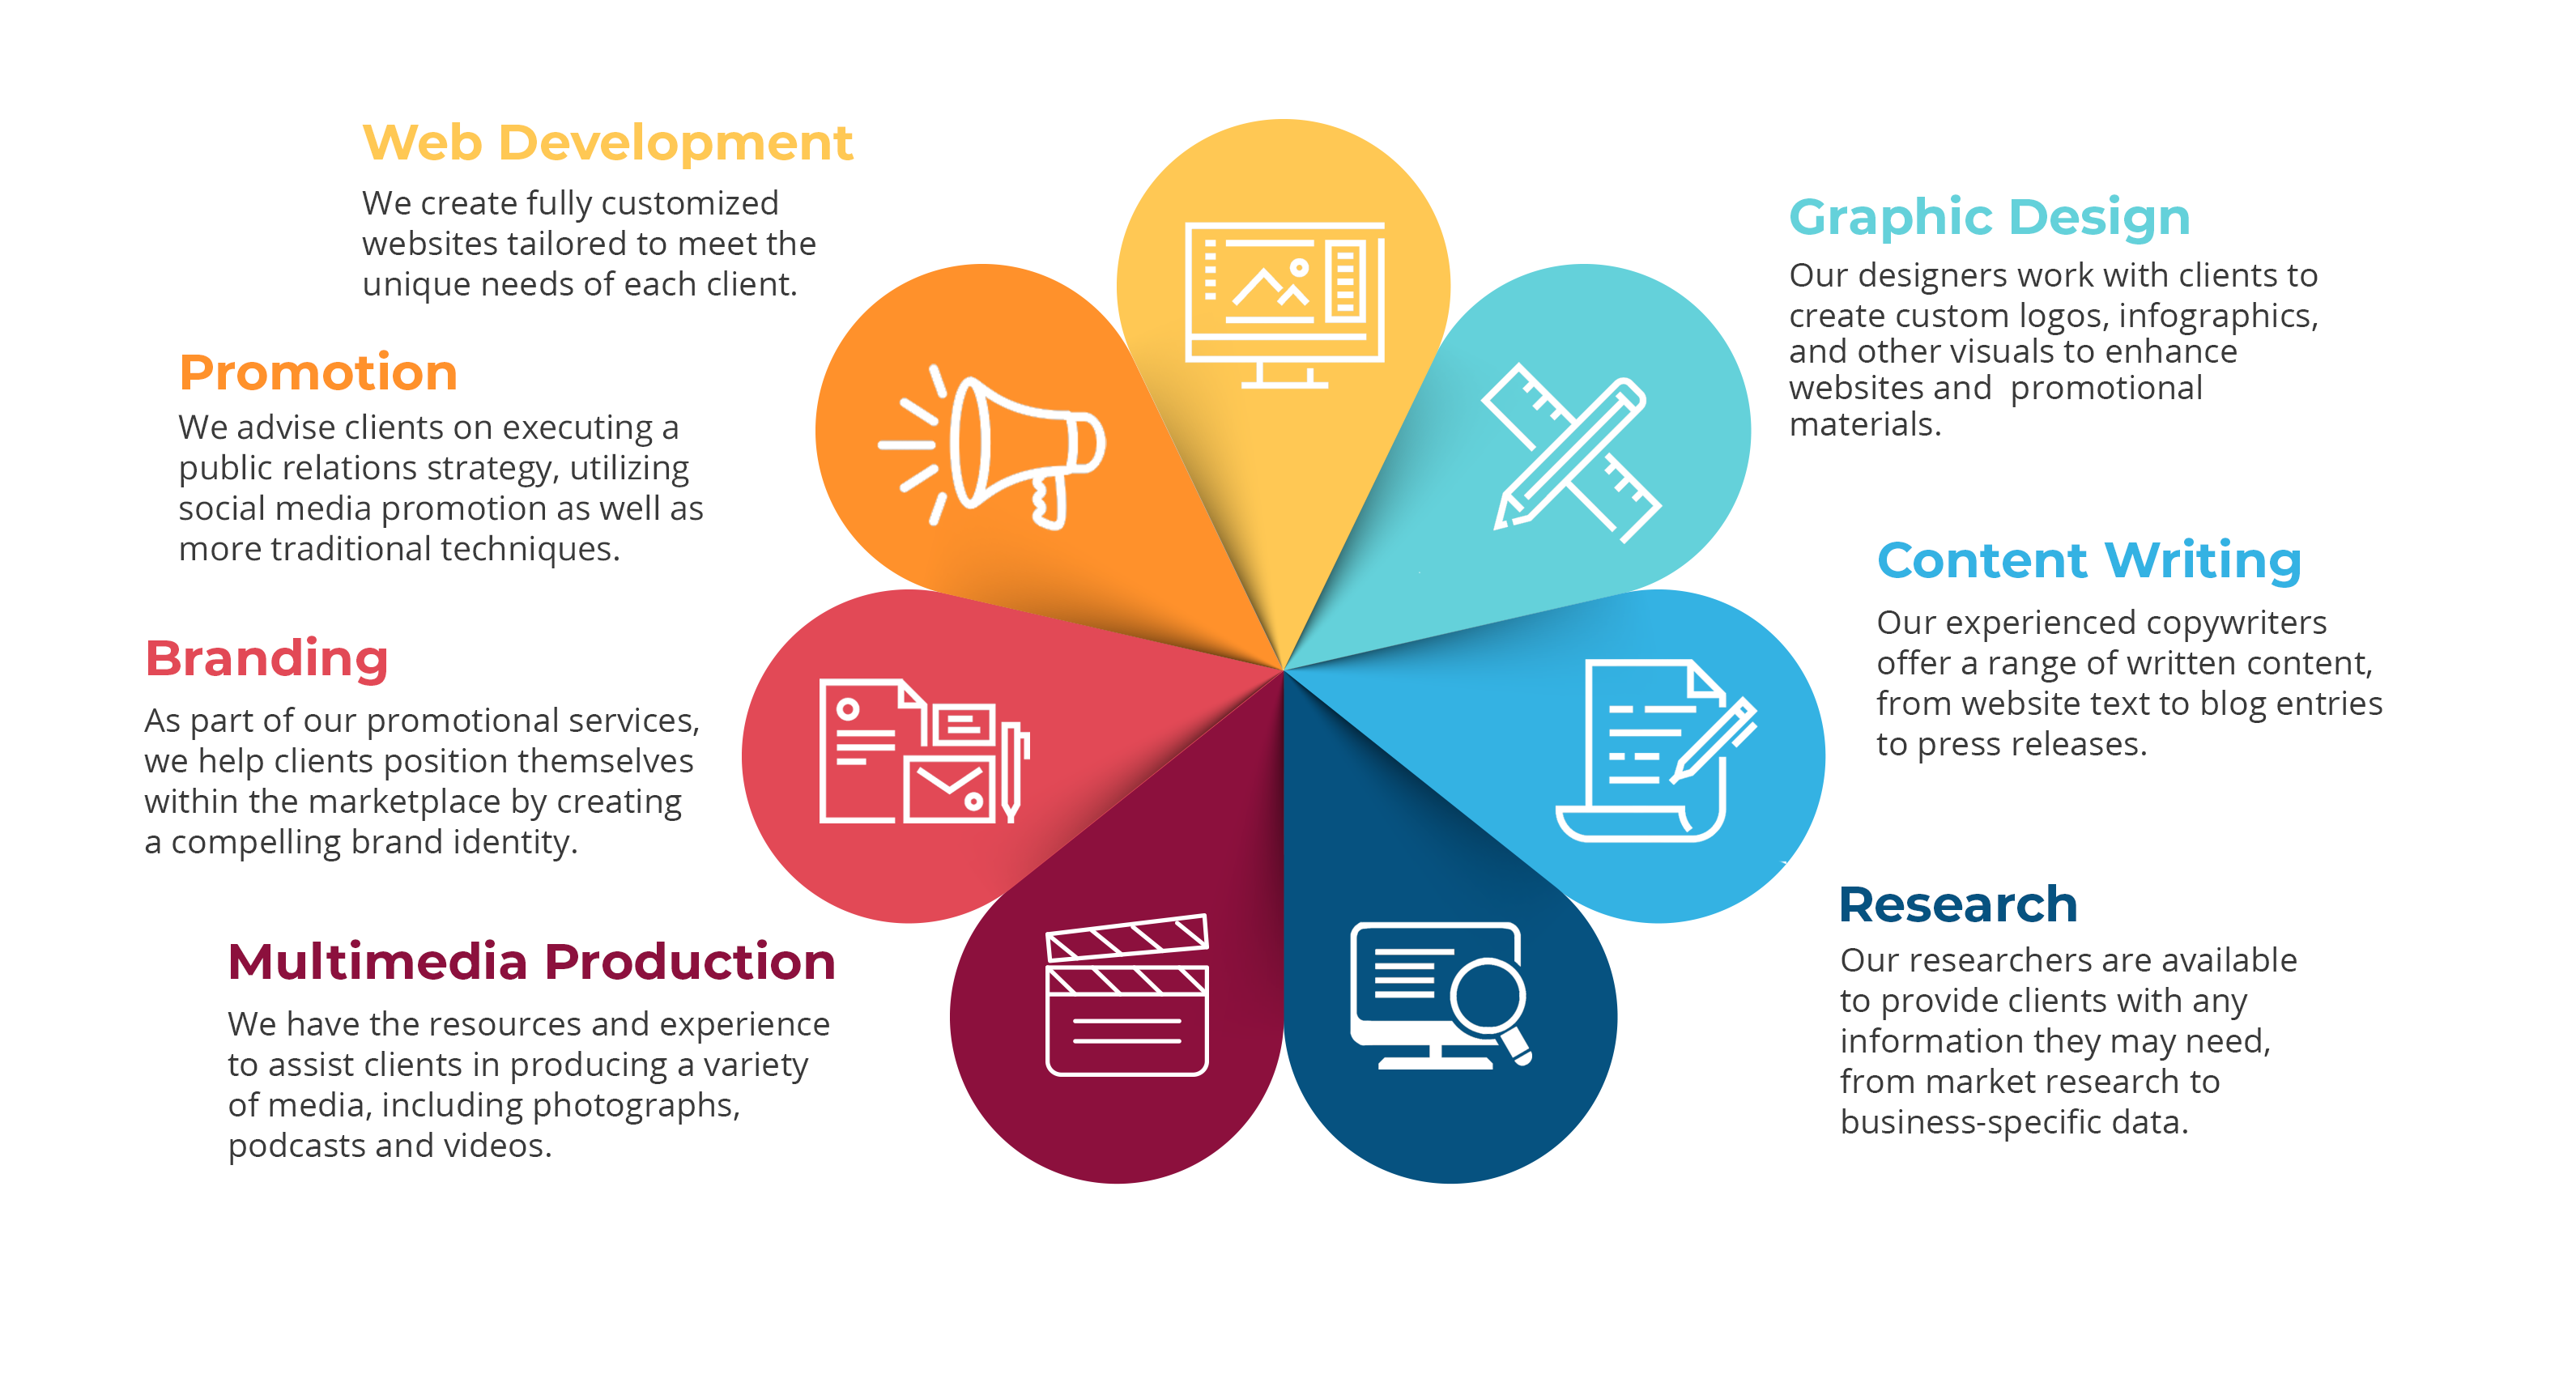 Web Development
We create fully customized
websites tailored to meet the
unique needs of each client.
Promotion
We advise clients on executing a
public relations strategy, utilizing
social media promotion as well as
more traditional techniques.
Branding
As part of our promotional services,
we help clients position themselves
within the marketplace by creating
a compelling brand identity.
Multimedia Production
We have the resources and experience
to assist clients in producing a variety
of media, including photographs,
podcasts and videos.
Graphic Design
Our designers work with clients to
create custom logos, infographics,
and other visuals to enhance
websites and  promotional
materials.
Content Writing
Our experienced copywriters
offer a range of written content,
from website text to blog entries
to press releases.
Research
Our researchers are available
to provide clients with any
information they may need,
from market research to
business-specific data.